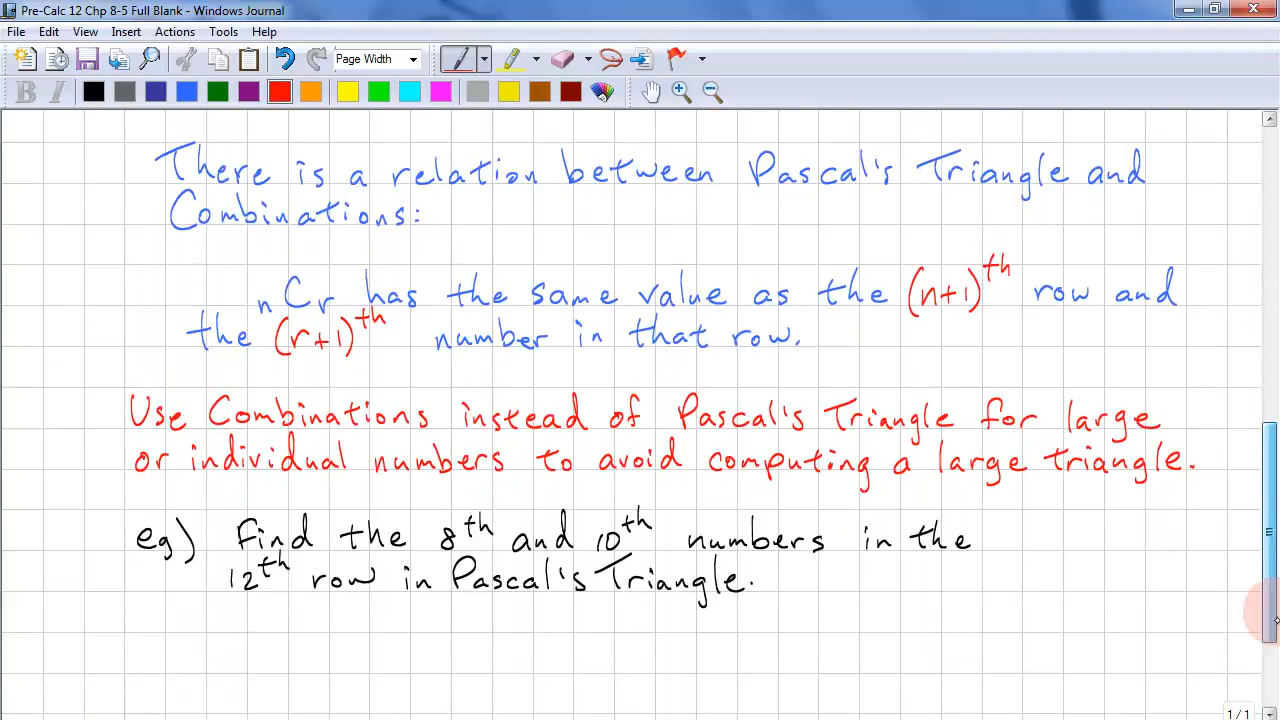 Pre-Calc 12 Chp 8-5 Full Blank - Windows Journal
File Edit View Insert Actions Tools Help
Page Width
B I
There is a relation between Pascal's Triangle and
Combinations:
nCr has the same value as the (n+1)th row and
the (r+1)th number in that row.
Use Combinations instead of Pascal's Triangle for large
or individual numbers to avoid computing a large triangle.
eg) Find the 8th and 10th numbers in the
12th row in Pascal's Triangle.
1/1